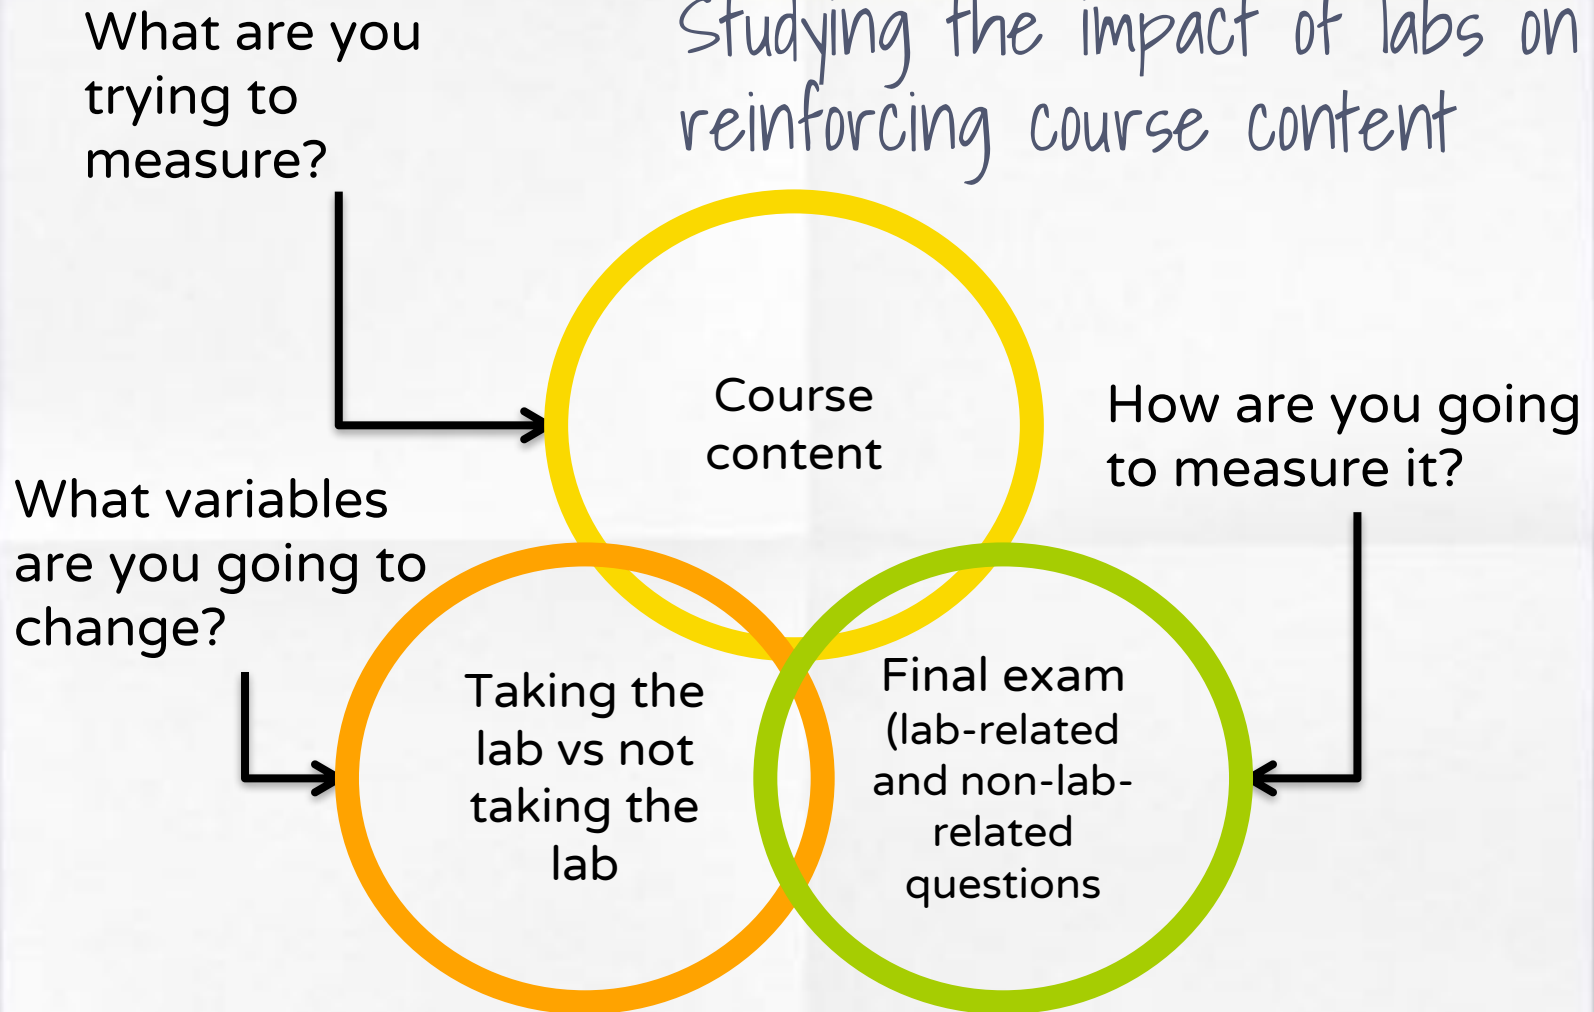 What are you
trying to
measure?
Studying the impact of labs on
reinforcing course content
Course
content
How are you going
to measure it?
What variables
are you going to
change?
Taking the
lab vs not
taking the
lab
Final exam
(lab-related
and non-lab-
related
questions